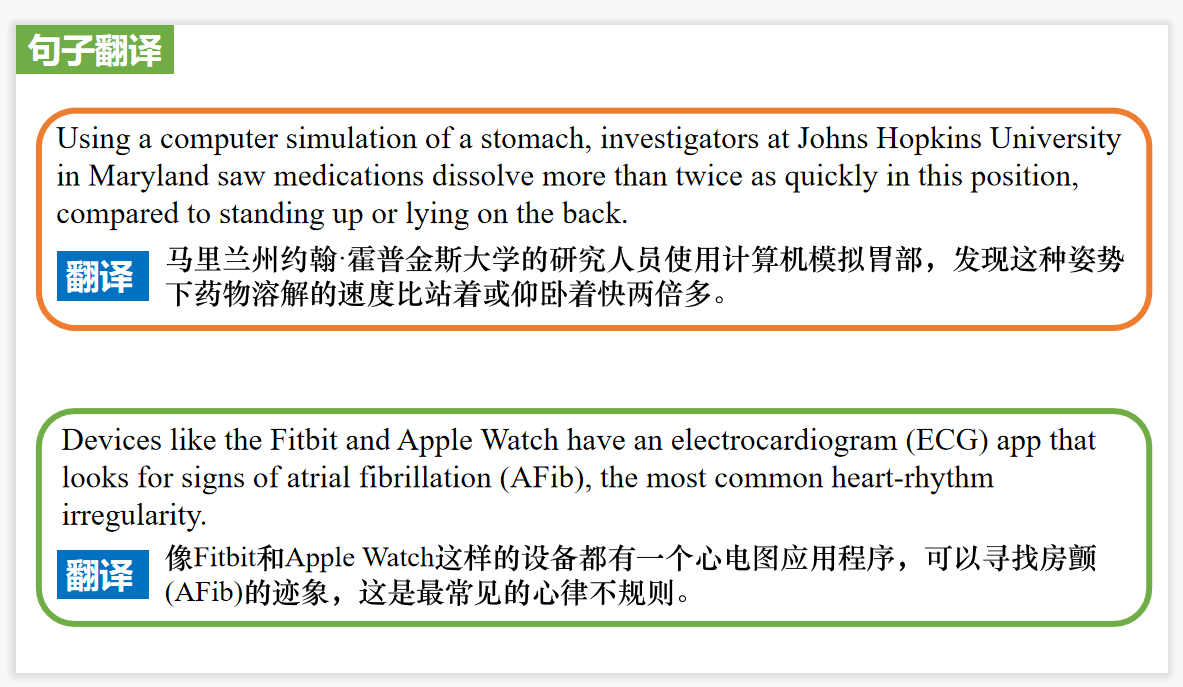 句子翻译
Using a computer simulation of a stomach, investigators at Johns Hopkins University
in Maryland saw medications dissolve more than twice as quickly in this position,
compared to standing up or lying on the back.
翻译
马里兰州约翰·霍普金斯大学的研究人员使用计算机模拟胃部，发现这种姿势
下药物溶解的速度比站着或仰卧着快两倍多。
Devices like the Fitbit and Apple Watch have an electrocardiogram (ECG) app that
looks for signs of atrial fibrillation (AFib), the most common heart-rhythm
irregularity.
翻译
像Fitbit和Apple Watch这样的设备都有一个心电图应用程序，可以寻找房颤
(AFib)的迹象，这是最常见的心律不规则。